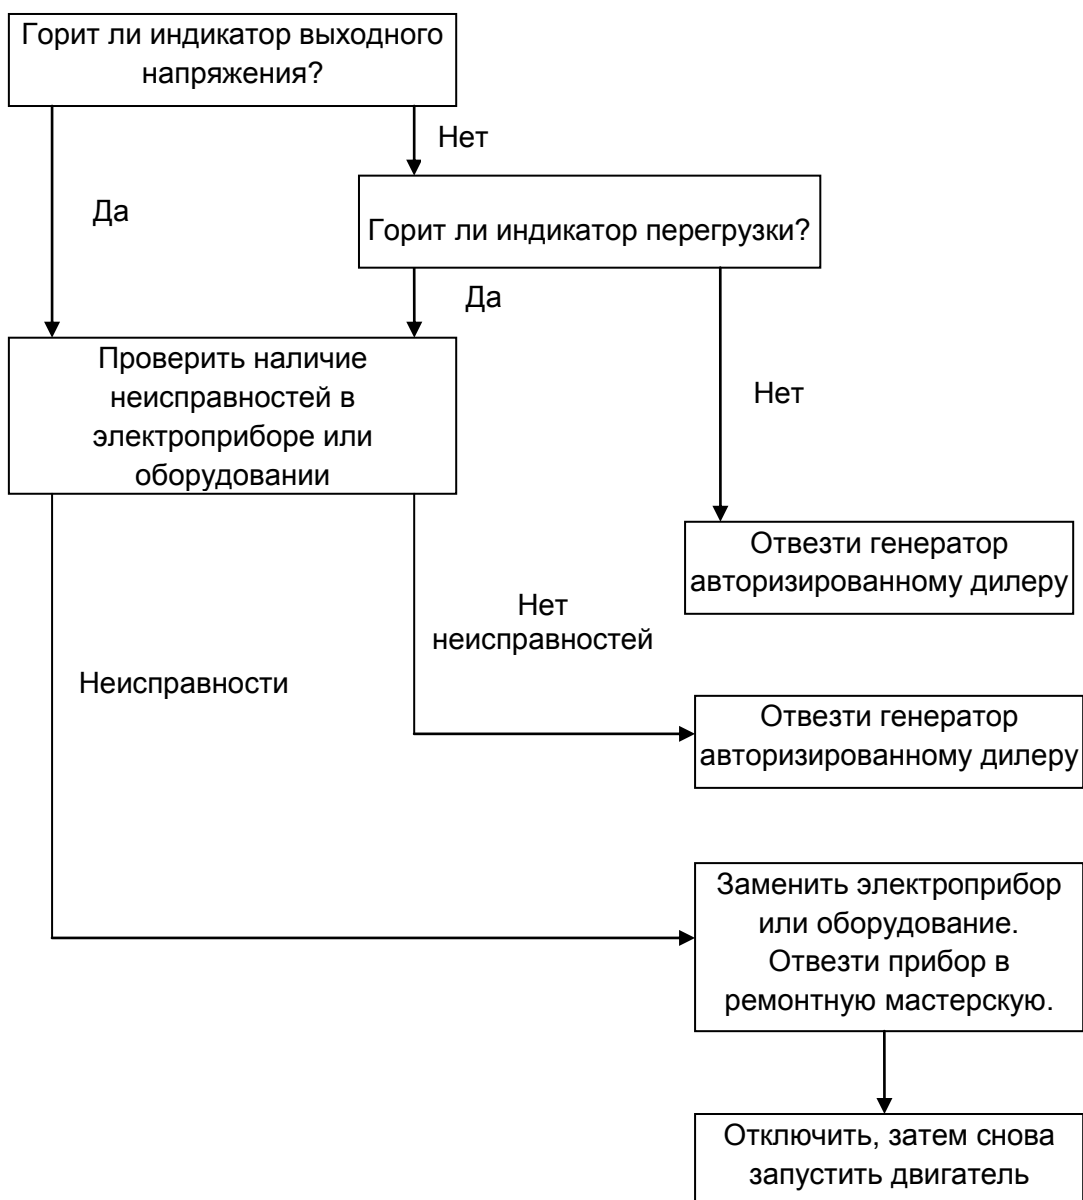 Горит ли индикатор выходного
напряжения?
Нет
Да
Горит ли индикатор перегрузки?
Да
Проверить наличие
неисправностей в
электроприборе или
оборудовании
Нет
Отвезти генератор
авторизированному дилеру
Нет
неисправностей
Неисправности
Отвезти генератор
авторизированному дилеру
Заменить электроприбор
или оборудование.
Отвезти прибор в
ремонтную мастерскую.
Отключить, затем снова
запустить двигатель